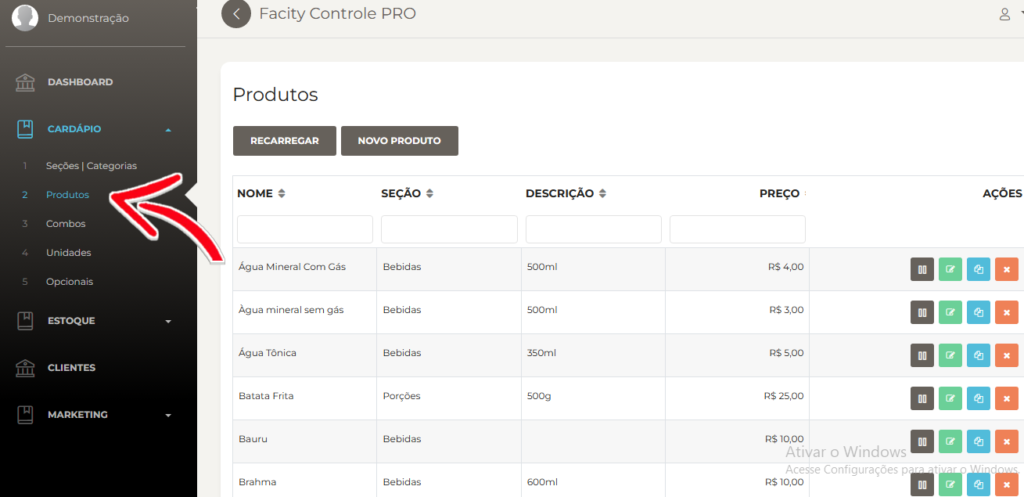 Demonstração
Facity Controle PRO
DASHBOARD
CARDÁPIO
1 Seções | Categorias
2 Produtos
3 Combos
4 Unidades
5 Opcionais
ESTOQUE
CLIENTES
MARKETING
Produtos
RECARREGAR NOVO PRODUTO
NOME SEÇÃO DESCRIÇÃO PREÇO AÇÕES
Água Mineral Com Gás Bebidas 500ml R$ 4,00
Àgua mineral sem gás Bebidas 500ml R$ 3,00
Água Tônica Bebidas 350ml R$ 5,00
Batata Frita Porções 500g R$ 25,00
Bauru Bebidas R$ 10,00
Brahma Bebidas 600ml R$ 10,00
Ativar o Windows
Acesse Configurações para ativar o Windows.